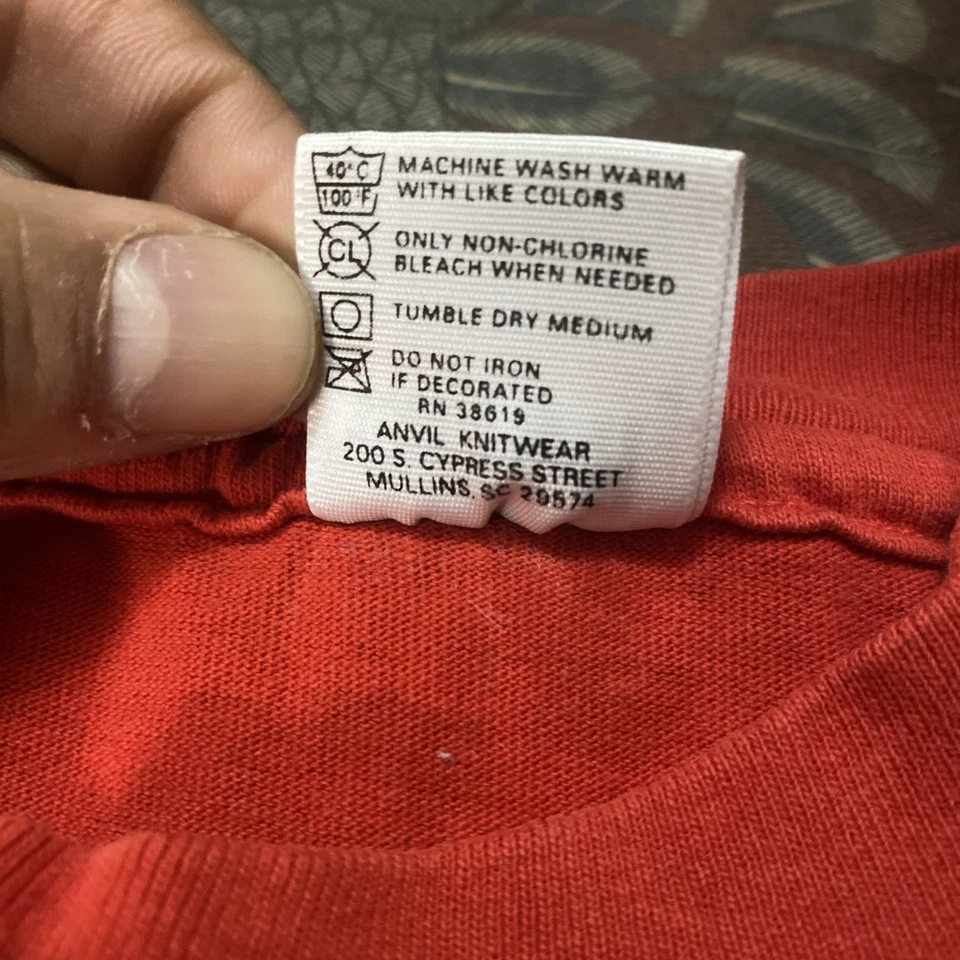 40°C MACHINE WASH WARM
100°F WITH LIKE COLORS
CL ONLY NON-CHLORINE
BLEACH WHEN NEEDED
TUMBLE DRY MEDIUM
DO NOT IRON
IF DECORATED
RN 38619
ANVIL KNITWEAR
200 S. CYPRESS STREET
MULLINS, SC 29574